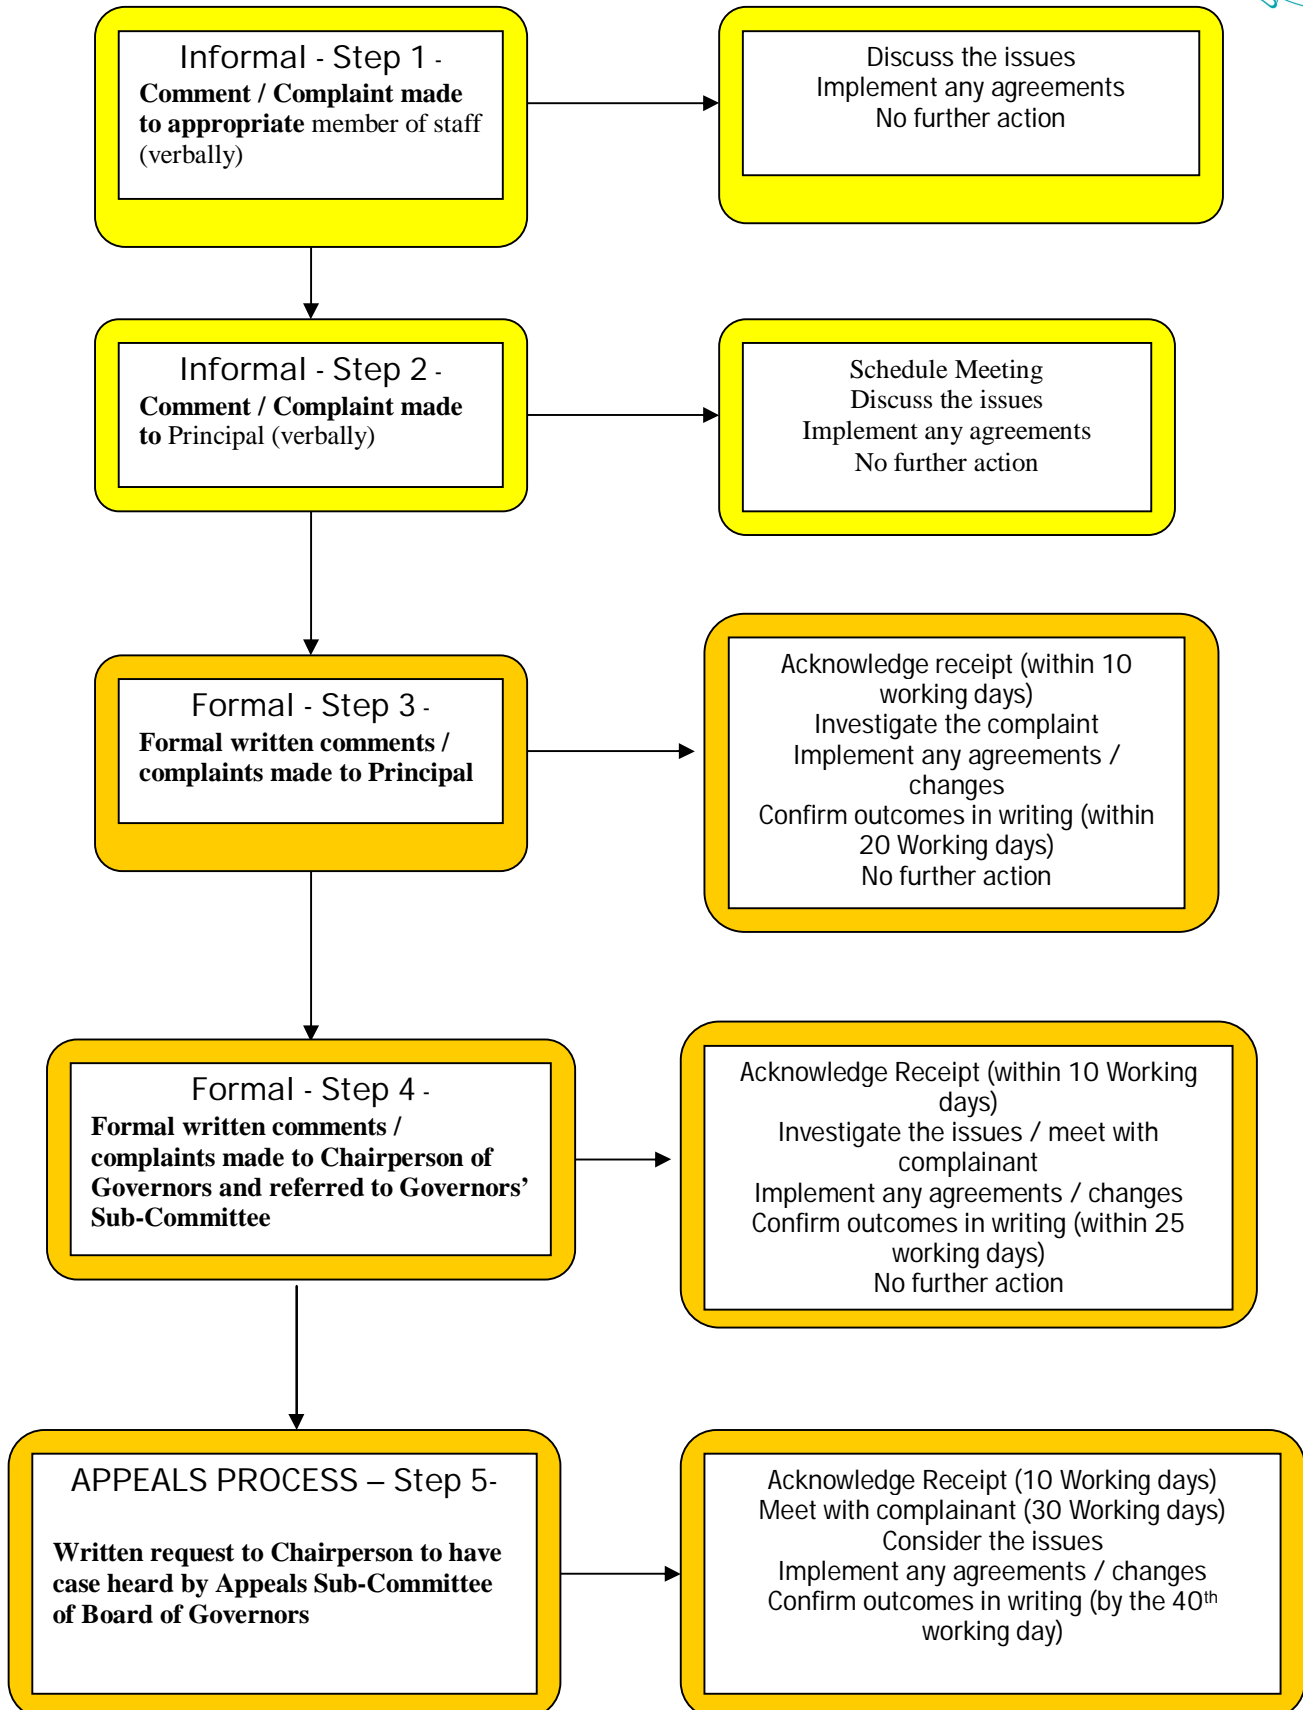 Informal - Step 1 -
Comment / Complaint made
to appropriate member of staff
(verbally)
Discuss the issues
Implement any agreements
No further action
Informal - Step 2 -
Comment / Complaint made
to Principal (verbally)
Schedule Meeting
Discuss the issues
Implement any agreements
No further action
Formal - Step 3 -
Formal written comments /
complaints made to Principal
Acknowledge receipt (within 10
working days)
Investigate the complaint
Implement any agreements /
changes
Confirm outcomes in writing (within
20 Working days)
No further action
Formal - Step 4 -
Formal written comments /
complaints made to Chairperson of
Governors and referred to Governors’
Sub-Committee
Acknowledge Receipt (within 10 Working
days)
Investigate the issues / meet with
complainant
Implement any agreements / changes
Confirm outcomes in writing (within 25
working days)
No further action
APPEALS PROCESS – Step 5-
Written request to Chairperson to have
case heard by Appeals Sub-Committee
of Board of Governors
Acknowledge Receipt (10 Working days)
Meet with complainant (30 Working days)
Consider the issues
Implement any agreements / changes
Confirm outcomes in writing (by the 40th
working day)